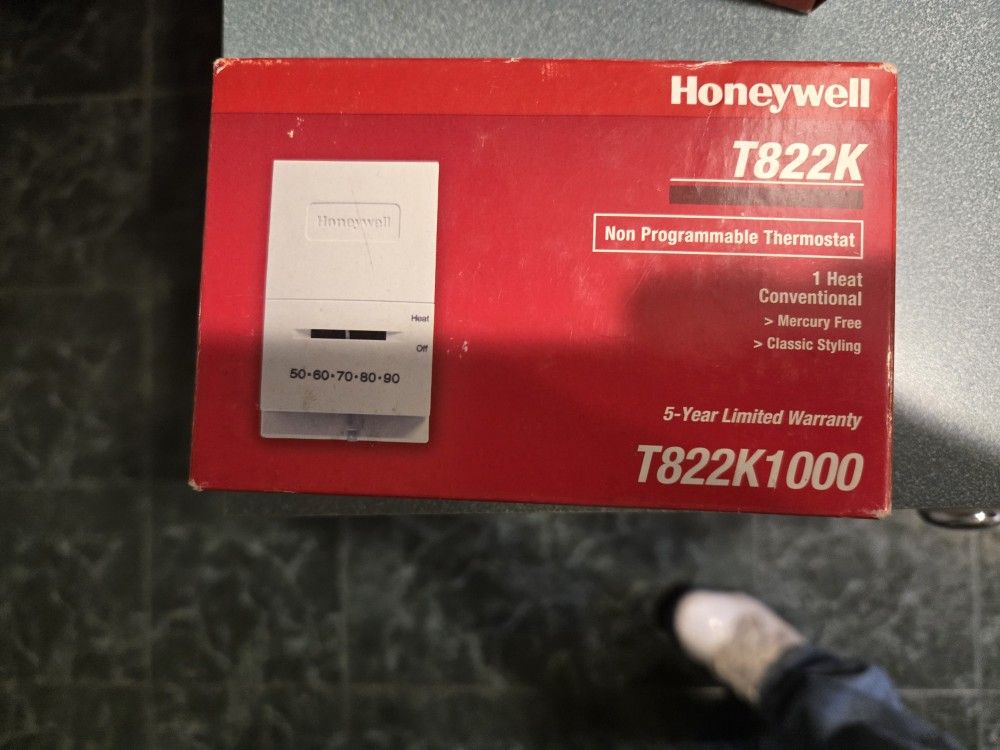 Honeywell
T822K
Non Programmable Thermostat
1 Heat
Conventional
> Mercury Free
> Classic Styling
5-Year Limited Warranty
T822K1000
Honeywell
Heat
Off
50·60·70·80·90